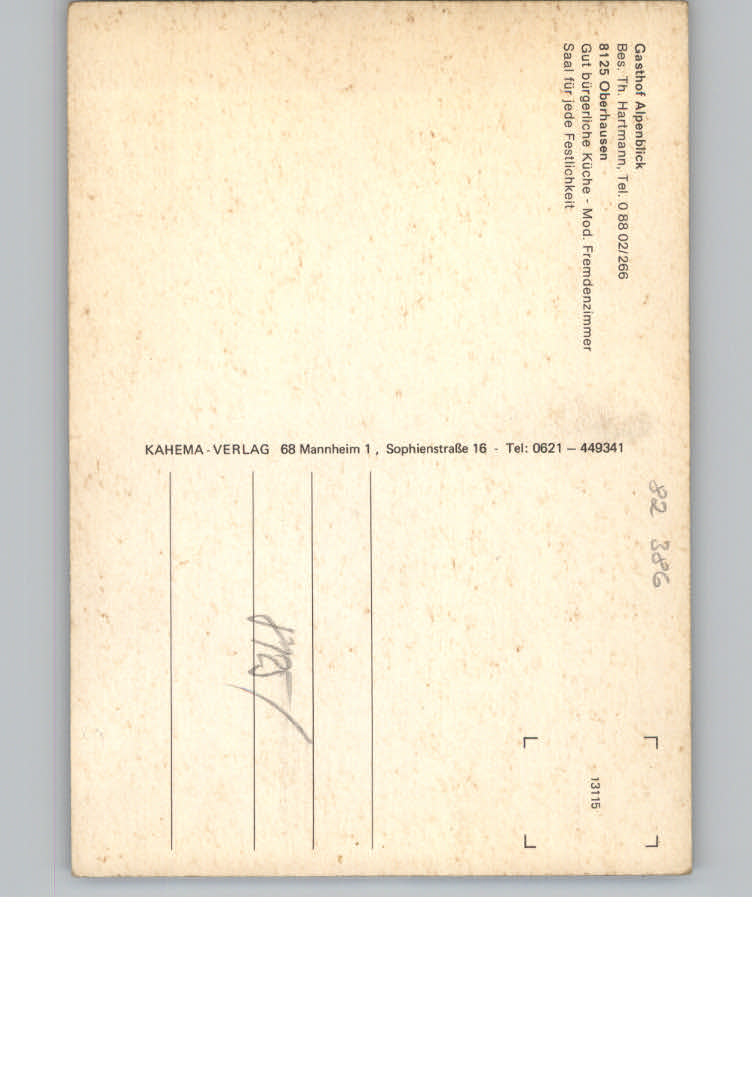 Gasthof Alpenblick
Bes. Th. Hartmann, Tel. 0 88 02/266
8125 Oberhausen
Gut bürgerliche Küche - Mod. Fremdenzimmer
Saal für jede Festlichkeit
KAHEMA-VERLAG 68 Mannheim 1, Sophienstraße 16 - Tel: 0621 — 449341
82 386
8125
13115